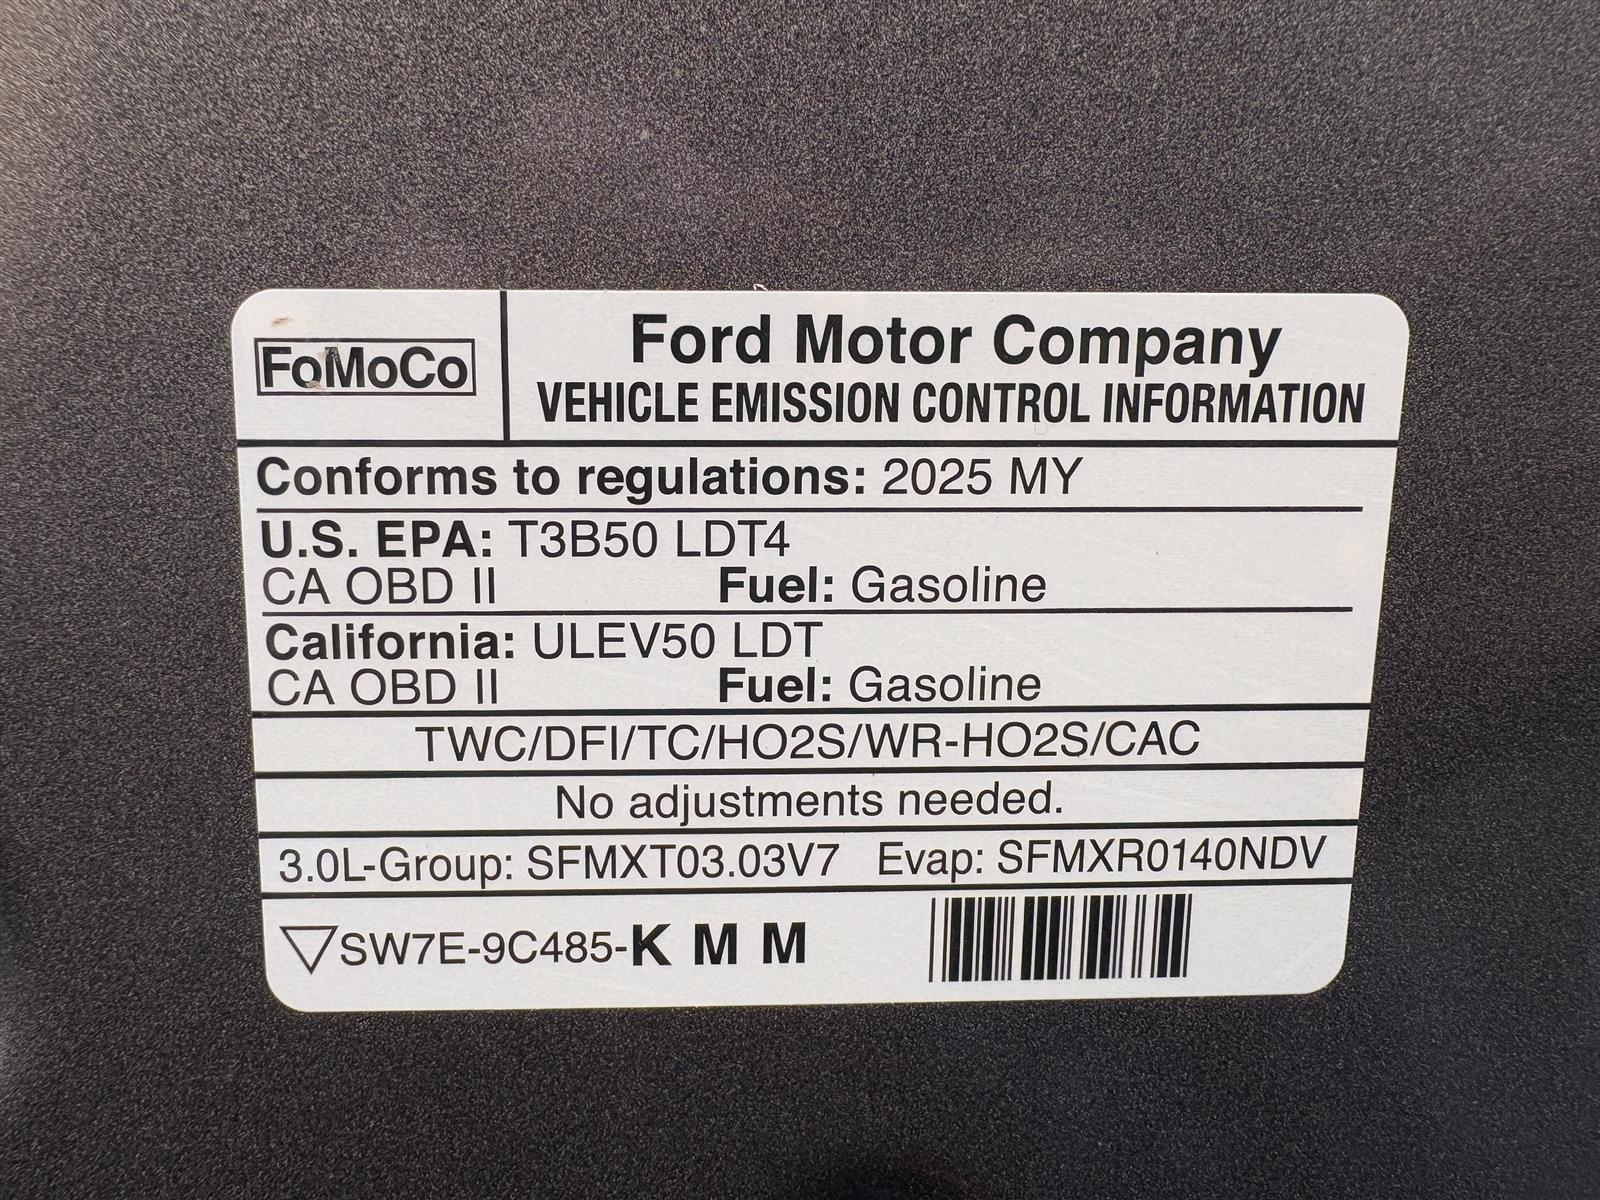 FoMoCo
Ford Motor Company
VEHICLE EMISSION CONTROL INFORMATION
Conforms to regulations: 2025 MY
U.S. EPA: T3B50 LDT4
CA OBD II Fuel: Gasoline
California: ULEV50 LDT
CA OBD II Fuel: Gasoline
TWC/DFI/TC/HO2S/WR-HO2S/CAC
No adjustments needed.
3.0L-Group: SFMXT03.03V7 Evap: SFMXR0140NDV
SW7E-9C485-K M M